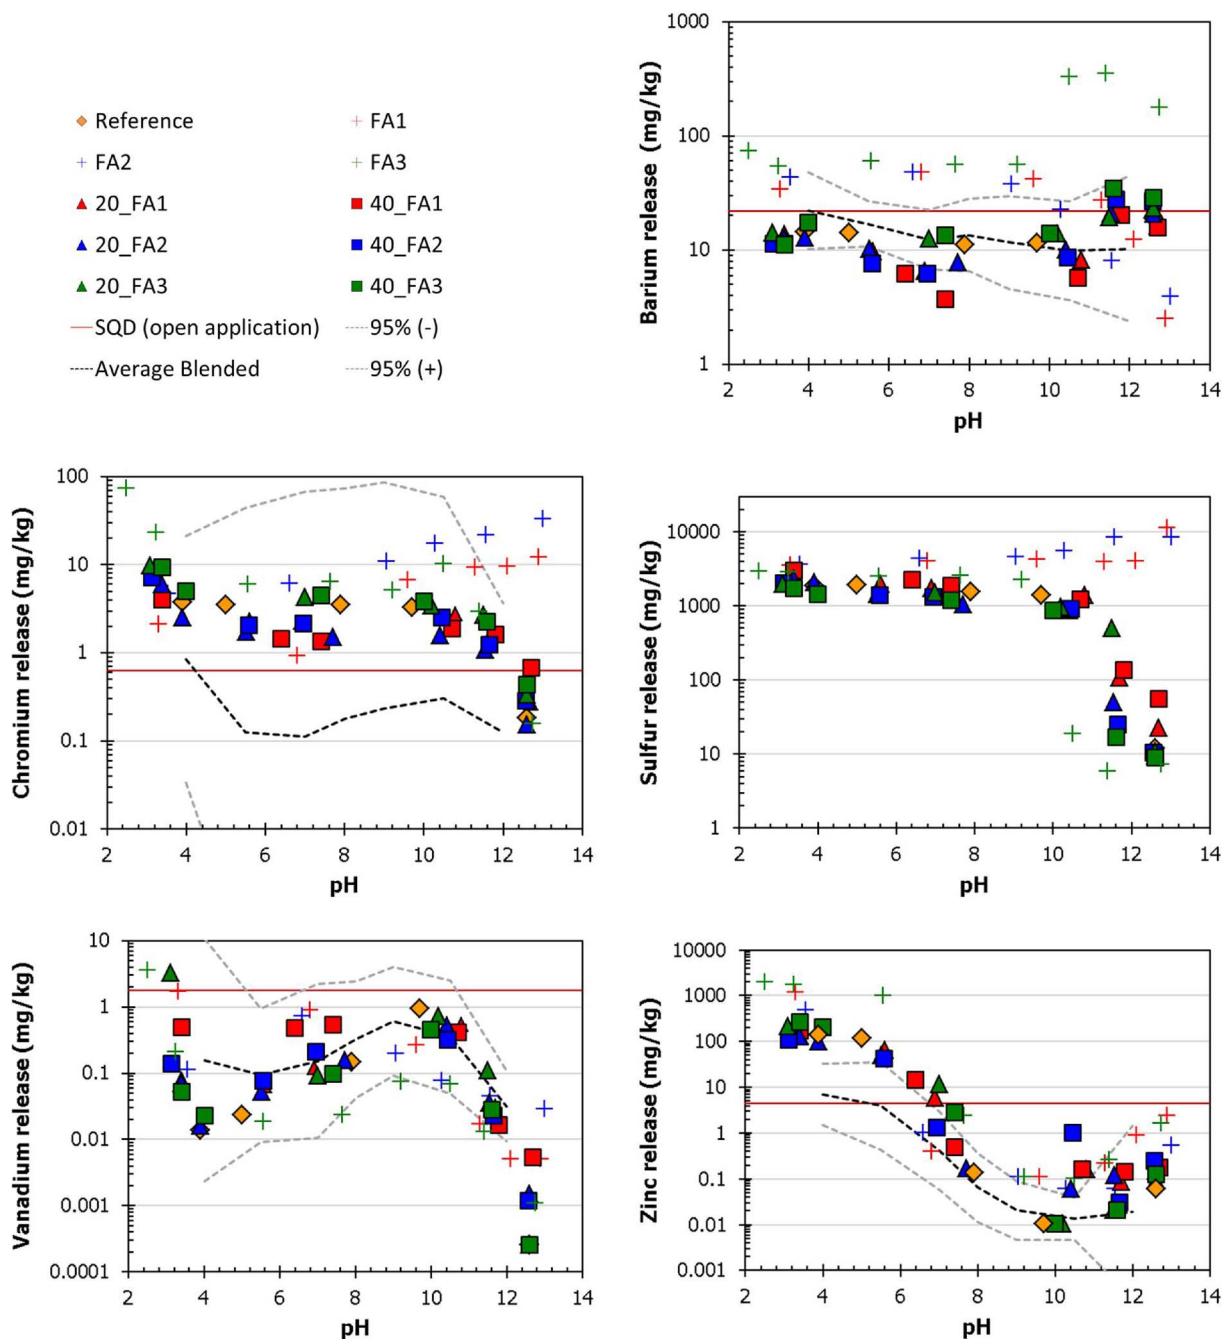 Reference
FA1
FA2
FA3
20_FA1
40_FA1
20_FA2
40_FA2
20_FA3
40_FA3
SQD (open application)
95% (-)
Average Blended
95% (+)
Barium release (mg/kg)
1000
100
10
1
2 4 6 8 10 12 14
pH
Chromium release (mg/kg)
100
10
1
0.1
0.01
2 4 6 8 10 12 14
pH
Sulfur release (mg/kg)
10000
1000
100
10
1
2 4 6 8 10 12 14
pH
Vanadium release (mg/kg)
10
1
0.1
0.01
0.001
0.0001
2 4 6 8 10 12 14
pH
Zinc release (mg/kg)
10000
1000
100
10
1
0.1
0.01
0.001
2 4 6 8 10 12 14
pH